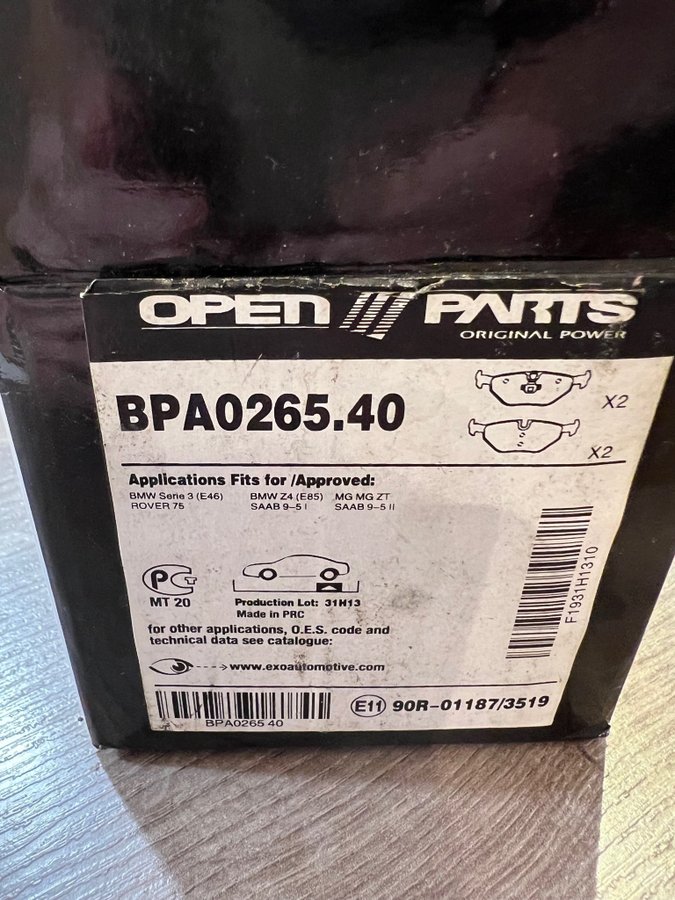 OPEN PARTS
ORIGINAL POWER
BPA0265.40
X2
X2
Applications Fits for /Approved:
BMW Serie 3 (E46) BMW Z4 (E85) MG MG ZT
ROVER 75 SAAB 9-5 I SAAB 9-5 II
F1931H1310
PG
MT 20
Production Lot: 31H13
Made in PRC
for other applications, O.E.S. code and
technical data see catalogue:
www.exoautomotive.com
BPA0265 40
E11 90R-01187/3519